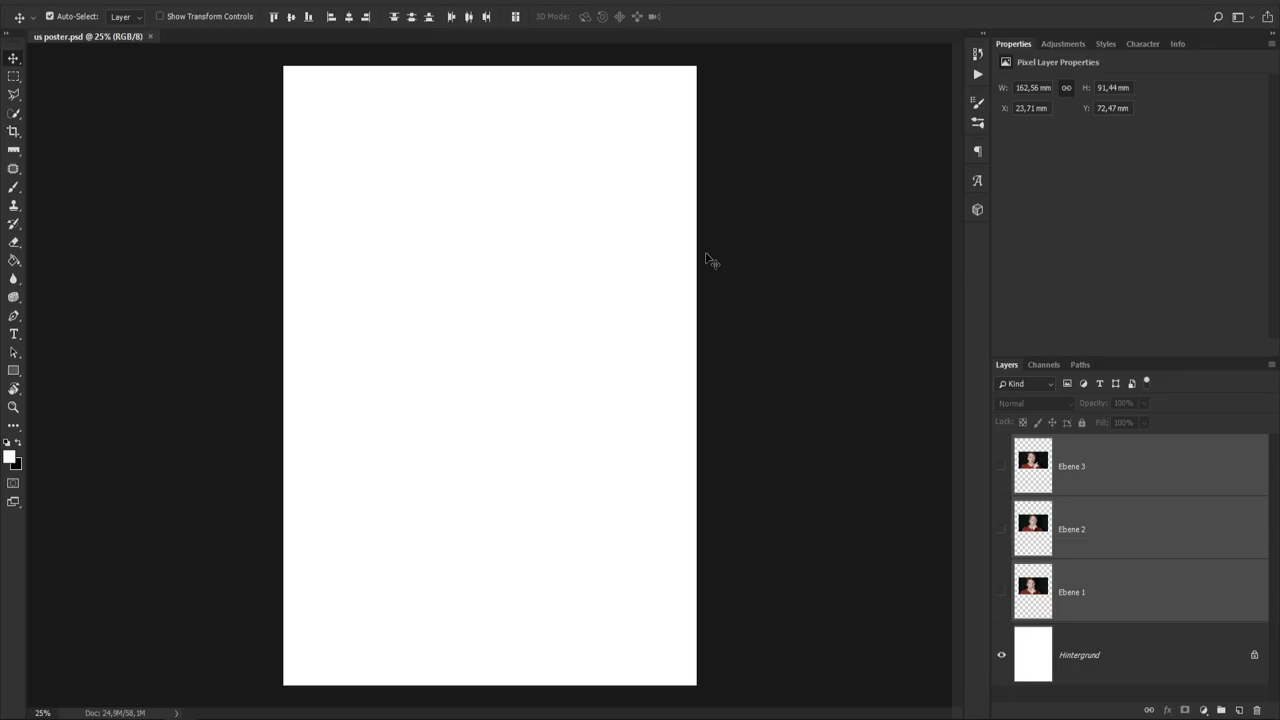 Auto-Select: Layer Show Transform Controls 3D Mode:
us poster.psd @ 25% (RGB/8) ×
Properties Adjustments Styles Character Info
Pixel Layer Properties
W: 162,56 mm H: 91,44 mm
X: 23,71 mm Y: 72,47 mm
Layers Channels Paths
Kind
Normal Opacity: 100%
Lock: Fill: 100%
Ebene 3
Ebene 2
Ebene 1
Hintergrund
25% Doc: 24,9M/58,1M